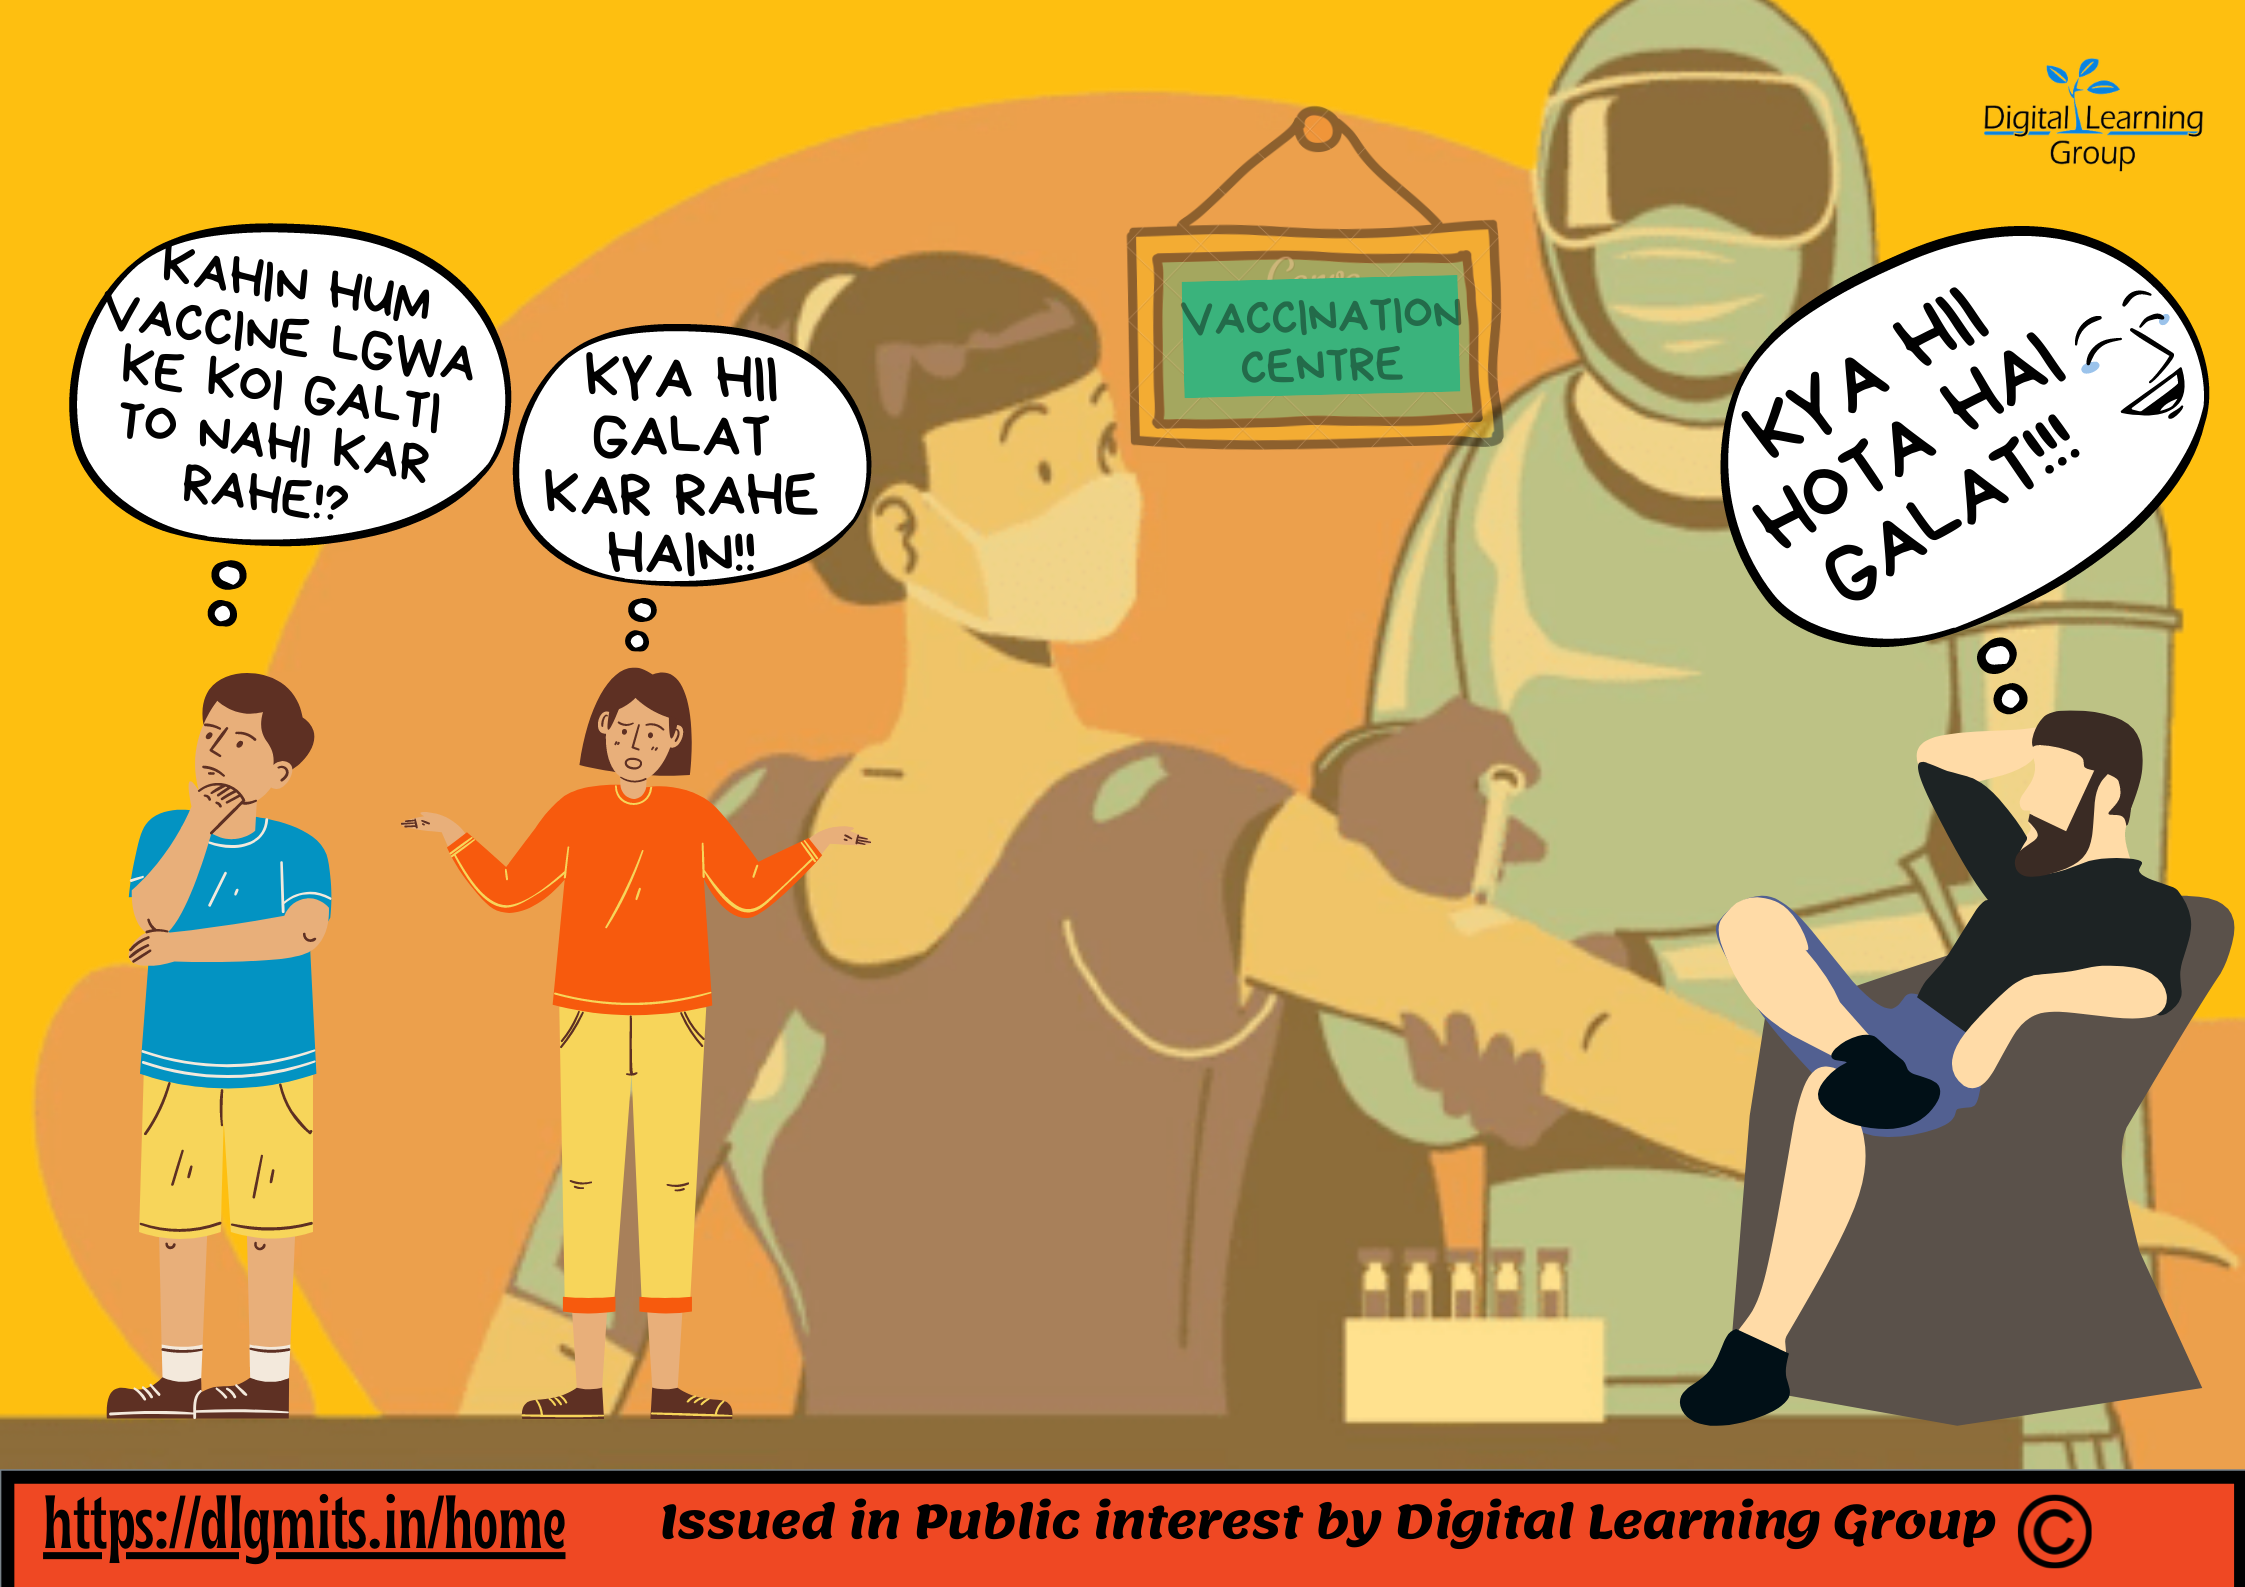 Digital Learning
Group
KAHIN HUM
VACCINE LGWA
KE KOI GALTI
TO NAHI KAR
RAHE!?
KYA HII
GALAT
KAR RAHE
HAIN!!
Canva
VACCINATION
CENTRE
KYA HII
HOTA HAI
GALAT!!!!
https://dlgmits.in/home
Issued in Public interest by Digital Learning Group ©